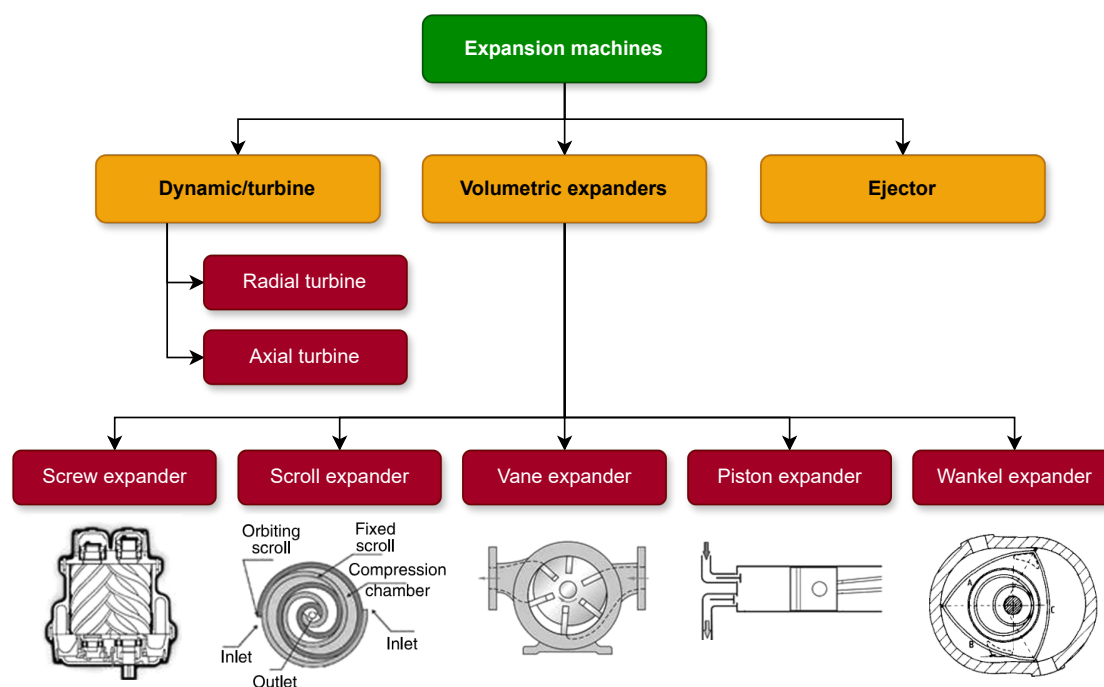 Expansion machines
Dynamic/turbine
Volumetric expanders
Ejector
Radial turbine
Axial turbine
Screw expander
Scroll expander
Vane expander
Piston expander
Wankel expander
Orbiting
scroll
Fixed
scroll
Compression
chamber
Inlet
Outlet
Inlet
A
B
C